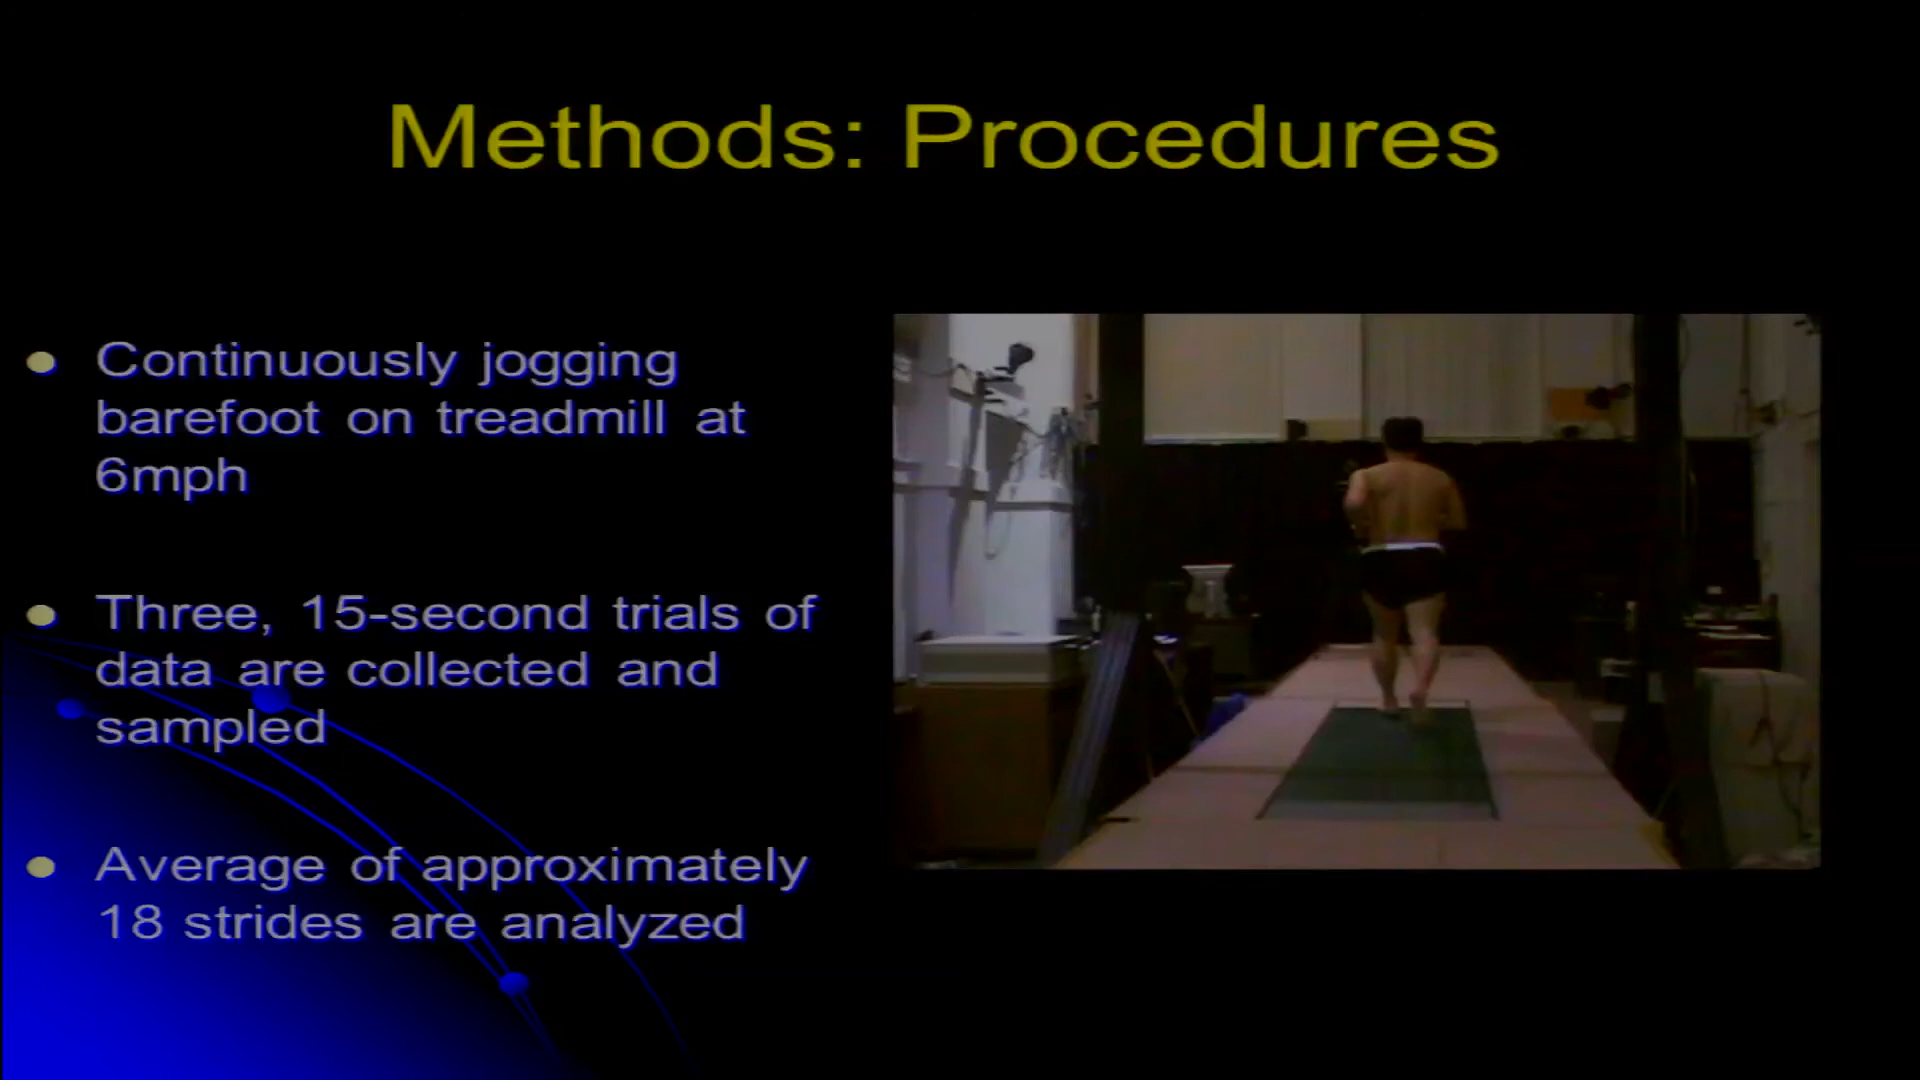 Methods: Procedures
Continuously jogging
barefoot on treadmill at
6mph
Three, 15-second trials of
data are collected and
sampled
Average of approximately
18 strides are analyzed